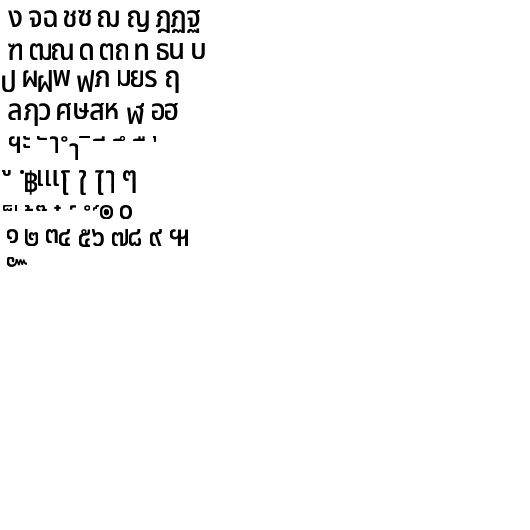 ง จฉ ชซ ฌ ญ ฎฏฐ
ฑ ฒณ ด ตถ ท ธน บ
ป ผฝพ ฟภ มยร ฤ
ลฦว ศษสห ฬ อฮ
ฯะ ั า ำ ิ ี ึ ื
ุ ู ฺ ฿เแโ ใ ไๅ ๆ
๏ ๐
๑ ๒ ๓๔ ๕๖ ๗๘ ๙ ๚
๛